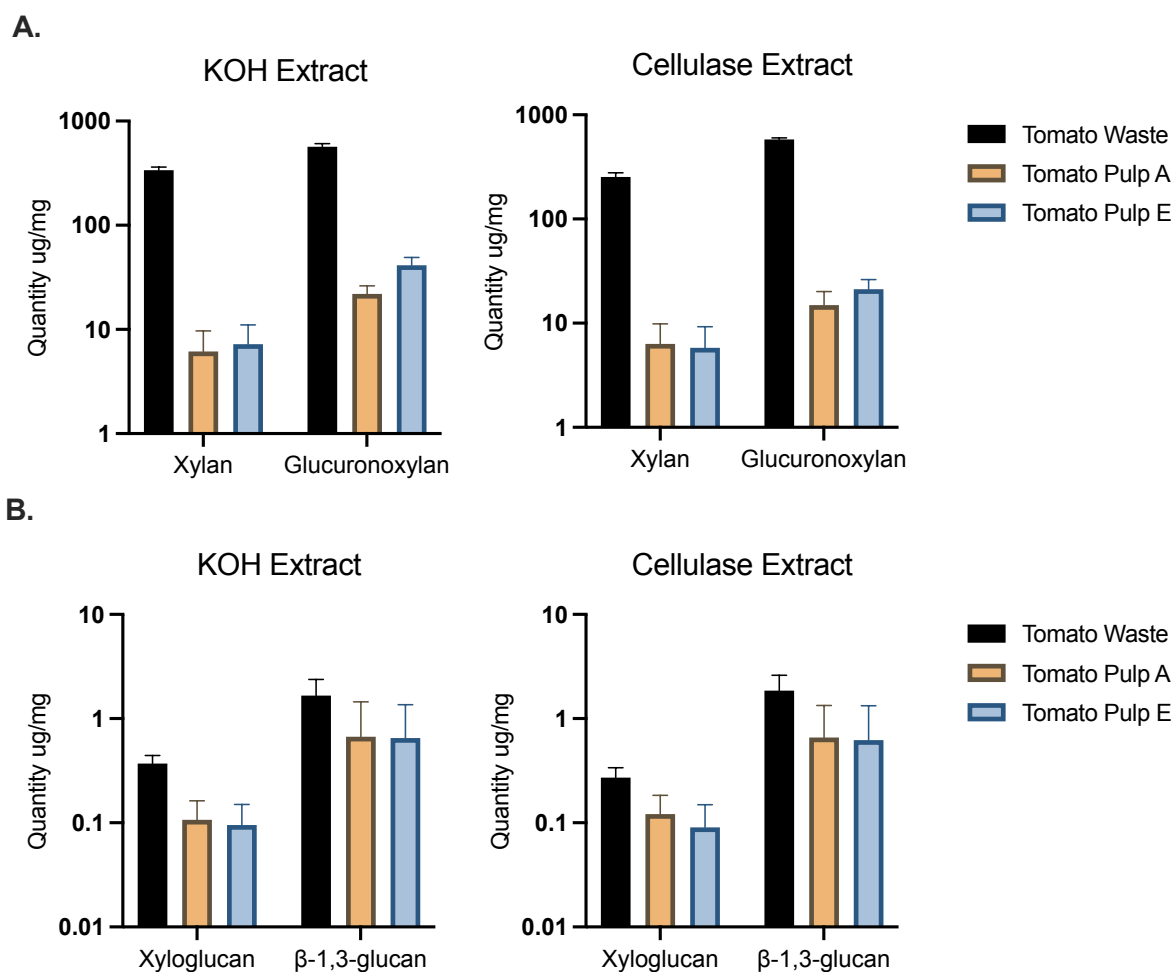 A.
KOH Extract
Cellulase Extract
Quantity ug/mg
1000
100
10
1
Xylan
Glucuronoxylan
Quantity ug/mg
1000
100
10
1
Xylan
Glucuronoxylan
Tomato Waste
Tomato Pulp A
Tomato Pulp E
B.
KOH Extract
Cellulase Extract
Quantity ug/mg
10
1
0.1
0.01
Xyloglucan
β-1,3-glucan
Quantity ug/mg
10
1
0.1
0.01
Xyloglucan
β-1,3-glucan
Tomato Waste
Tomato Pulp A
Tomato Pulp E